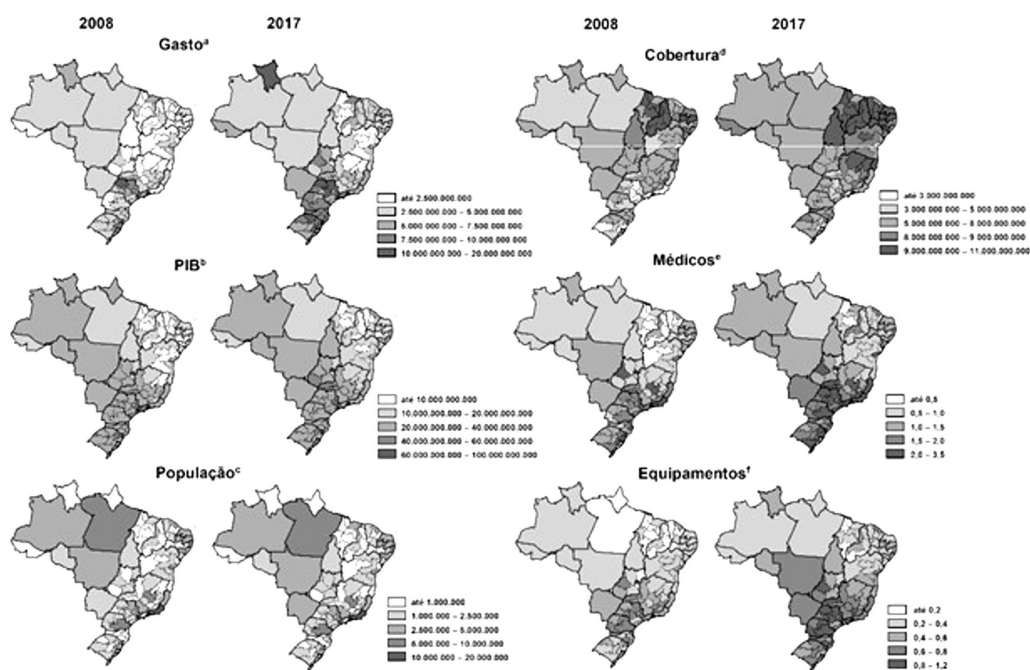 2008 2017
Gastoᵃ
até 2.500.000.000
2.500.000.000 – 5.000.000.000
5.000.000.000 – 7.500.000.000
7.500.000.000 – 10.000.000.000
10.000.000.000 – 20.000.000.000
PIBᵇ
até 10.000.000.000
10.000.000.000 – 20.000.000.000
20.000.000.000 – 40.000.000.000
40.000.000.000 – 60.000.000.000
60.000.000.000 – 100.000.000.000
Populaçãoᶜ
até 1.000.000
1.000.000 – 2.500.000
2.500.000 – 5.000.000
5.000.000 – 10.000.000
10 000.000 – 20 000.000
2008 2017
Coberturaᵈ
até 3.000.000.000
3.000.000.000 – 5.000.000.000
5.000.000.000 – 8.000.000.000
8.000.000.000 – 9.000.000.000
9.000.000.000 – 11.000.000.000
Médicosᵉ
até 0,5
0,5 – 1,0
1,0 – 1,5
1,5 – 2,0
2,0 – 3,5
Equipamentosᶠ
até 0,2
0,2 – 0,4
0,4 – 0,6
0,6 – 0,8
0,8 – 1,2